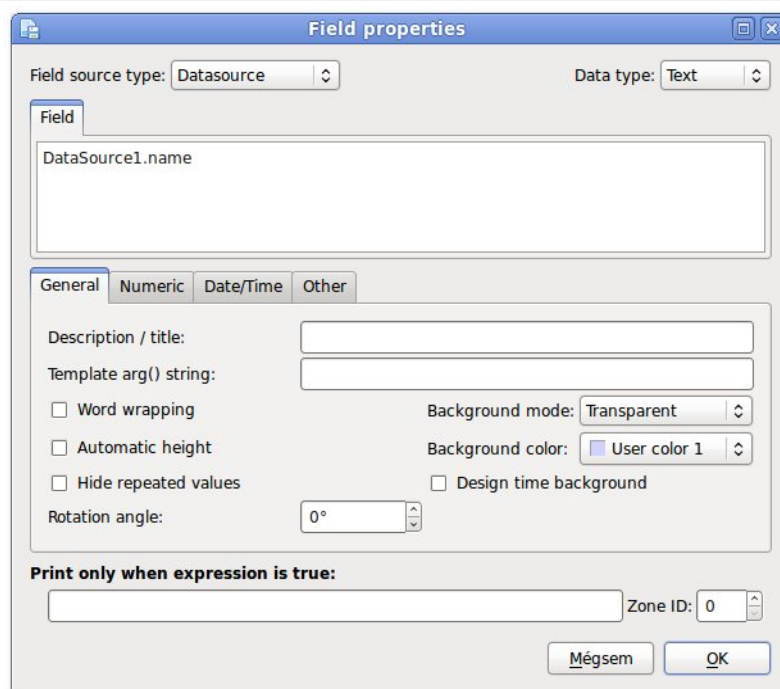 Field properties
Field source type: Datasource Data type: Text
Field
DataSource1.name
General Numeric Date/Time Other
Description / title:
Template arg() string:
Word wrapping Background mode: Transparent
Automatic height Background color: User color 1
Hide repeated values Design time background
Rotation angle: 0°
Print only when expression is true:
Zone ID: 0
Mégsem OK